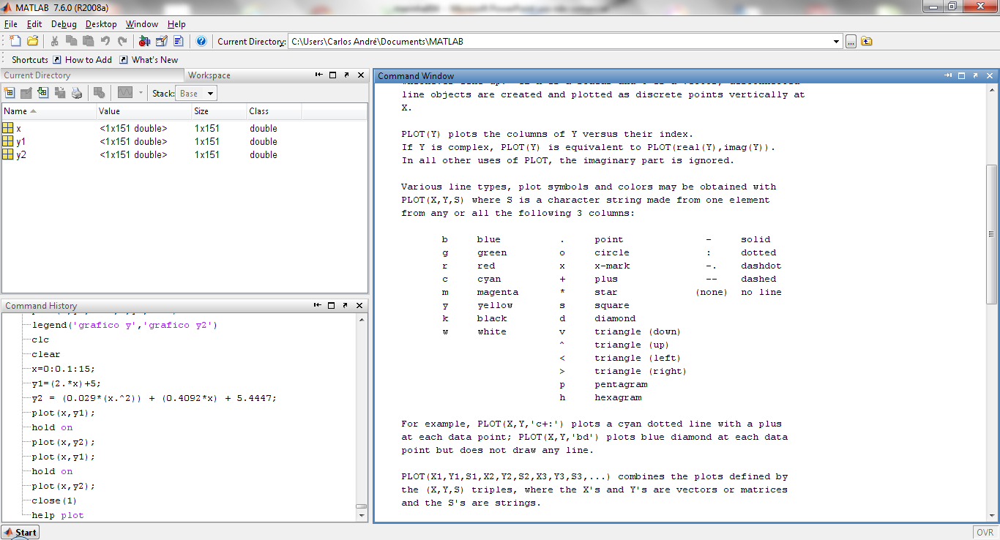 MATLAB 7.6.0 (R2008a)
File Edit Debug Desktop Window Help
Current Directory: C:\Users\Carlos André\Documents\MATLAB ...
Shortcuts How to Add What's New
Current Directory Workspace
Stack: Base
Name Value Size Class
x <1x151 double> 1x151 double
y1 <1x151 double> 1x151 double
y2 <1x151 double> 1x151 double
Command History
legend('grafico y','grafico y2')
clc
clear
x=0:0.1:15;
y1=(2.*x)+5;
y2 = (0.029*(x.^2)) + (0.4092*x) + 5.4447;
plot(x,y1);
hold on
plot(x,y2);
plot(x,y1);
hold on
plot(x,y2);
close(1)
help plot
Command Window
line objects are created and plotted as discrete points vertically at
X.
PLOT(Y) plots the columns of Y versus their index.
If Y is complex, PLOT(Y) is equivalent to PLOT(real(Y),imag(Y)).
In all other uses of PLOT, the imaginary part is ignored.
Various line types, plot symbols and colors may be obtained with
PLOT(X,Y,S) where S is a character string made from one element
from any or all the following 3 columns:
b blue . point - solid
g green o circle : dotted
r red x x-mark -. dashdot
c cyan + plus -- dashed
m magenta * star (none) no line
y yellow s square
k black d diamond
w white v triangle (down)
^ triangle (up)
< triangle (left)
> triangle (right)
p pentagram
h hexagram
For example, PLOT(X,Y,'c+:') plots a cyan dotted line with a plus
at each data point; PLOT(X,Y,'bd') plots blue diamond at each data
point but does not draw any line.
PLOT(X1,Y1,S1,X2,Y2,S2,X3,Y3,S3,...) combines the plots defined by
the (X,Y,S) triples, where the X's and Y's are vectors or matrices
and the S's are strings.
Start
OVR